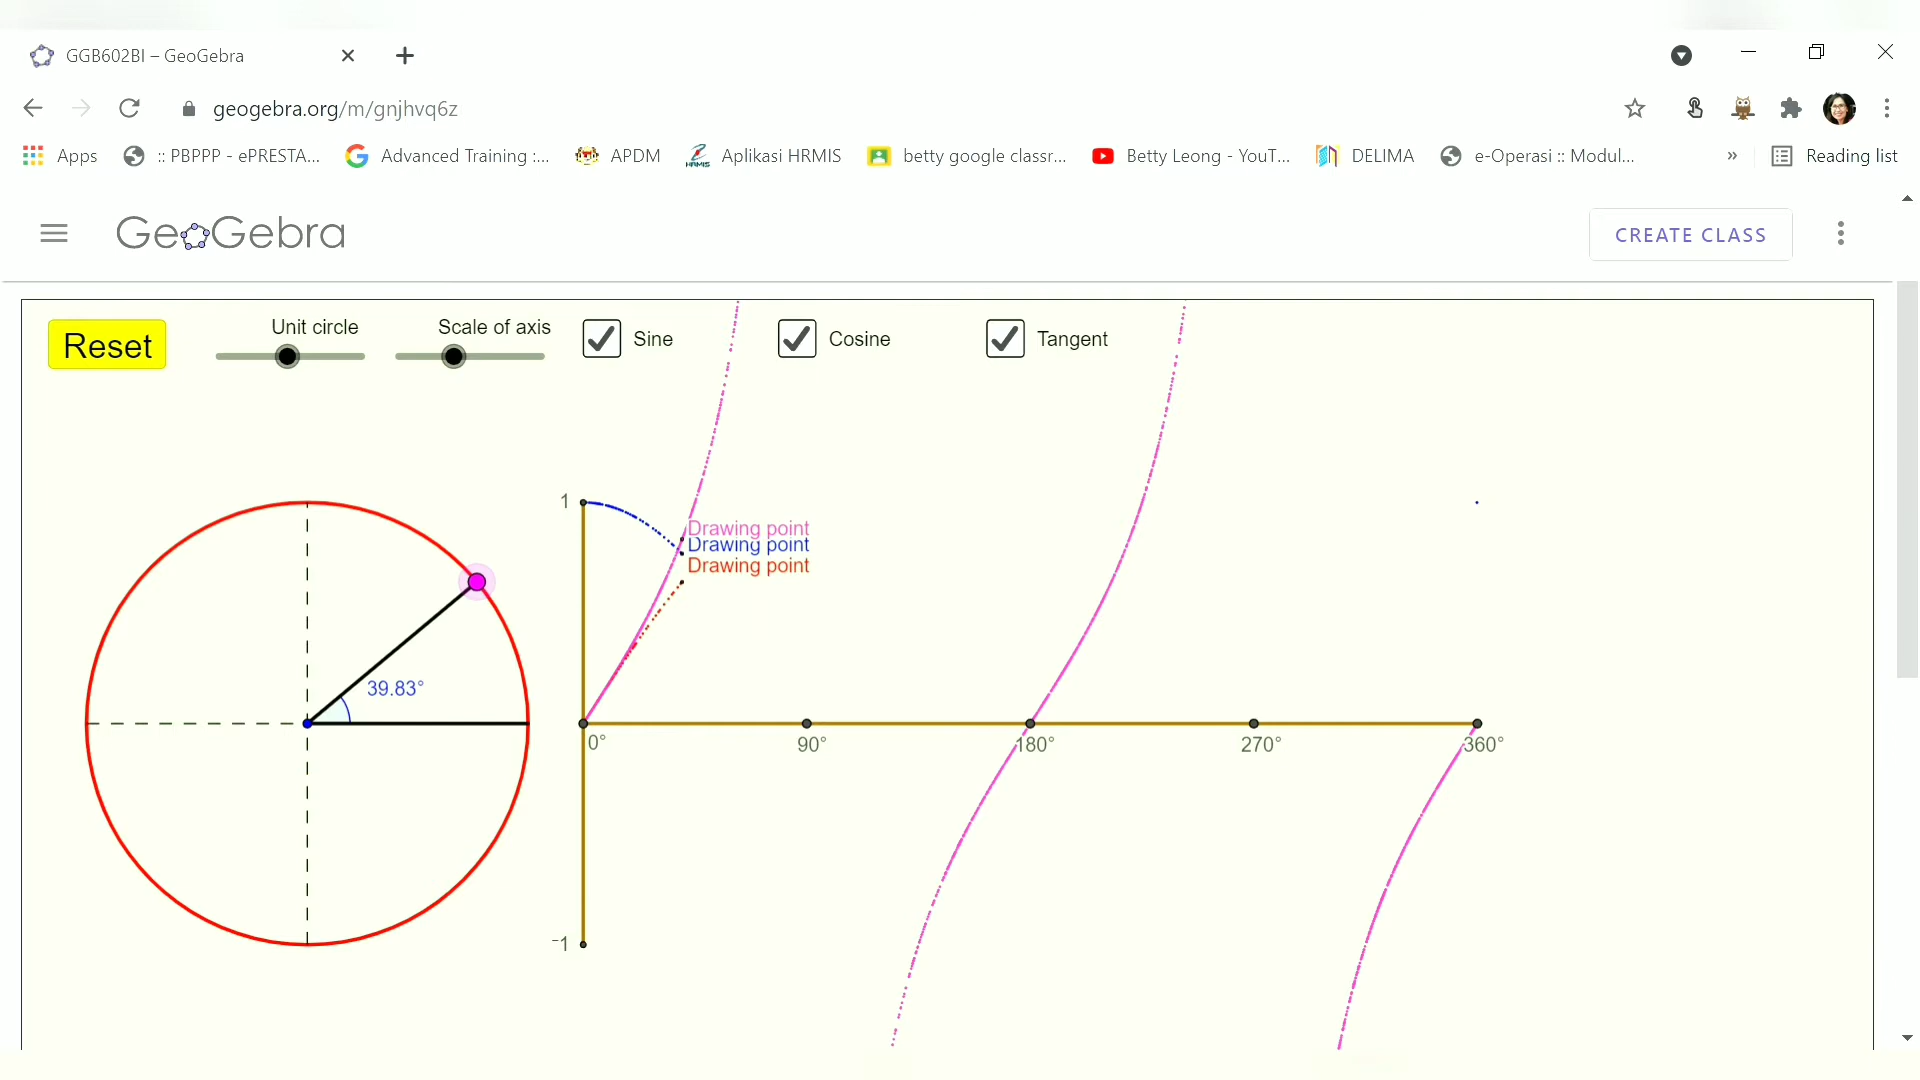 GGB602BI – GeoGebra
geogebra.org/m/gnjhvq6z
Apps :: PBPPP - ePRESTA... Advanced Training :... APDM Aplikasi HRMIS betty google classr... Betty Leong - YouT... DELIMA e-Operasi :: Modul... » Reading list
GeoGebra CREATE CLASS
Reset Unit circle Scale of axis Sine Cosine Tangent
1
Drawing point
Drawing point
Drawing point
39.83°
0° 90° 180° 270° 360°
-1